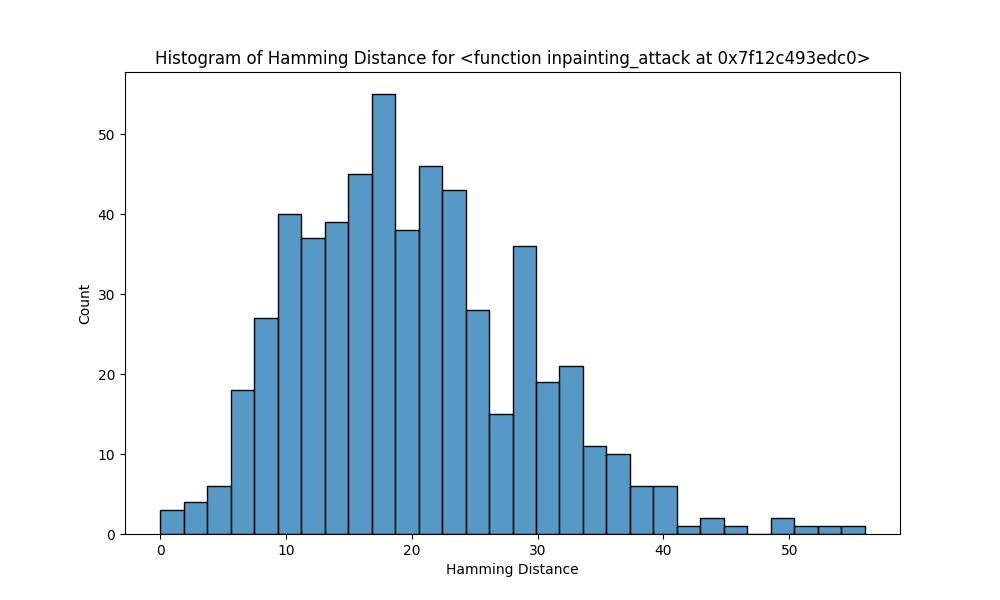 Histogram of Hamming Distance for <function inpainting_attack at 0x7f12c493edc0>
50
40
30
20
10
0
Count
0 10 20 30 40 50
Hamming Distance